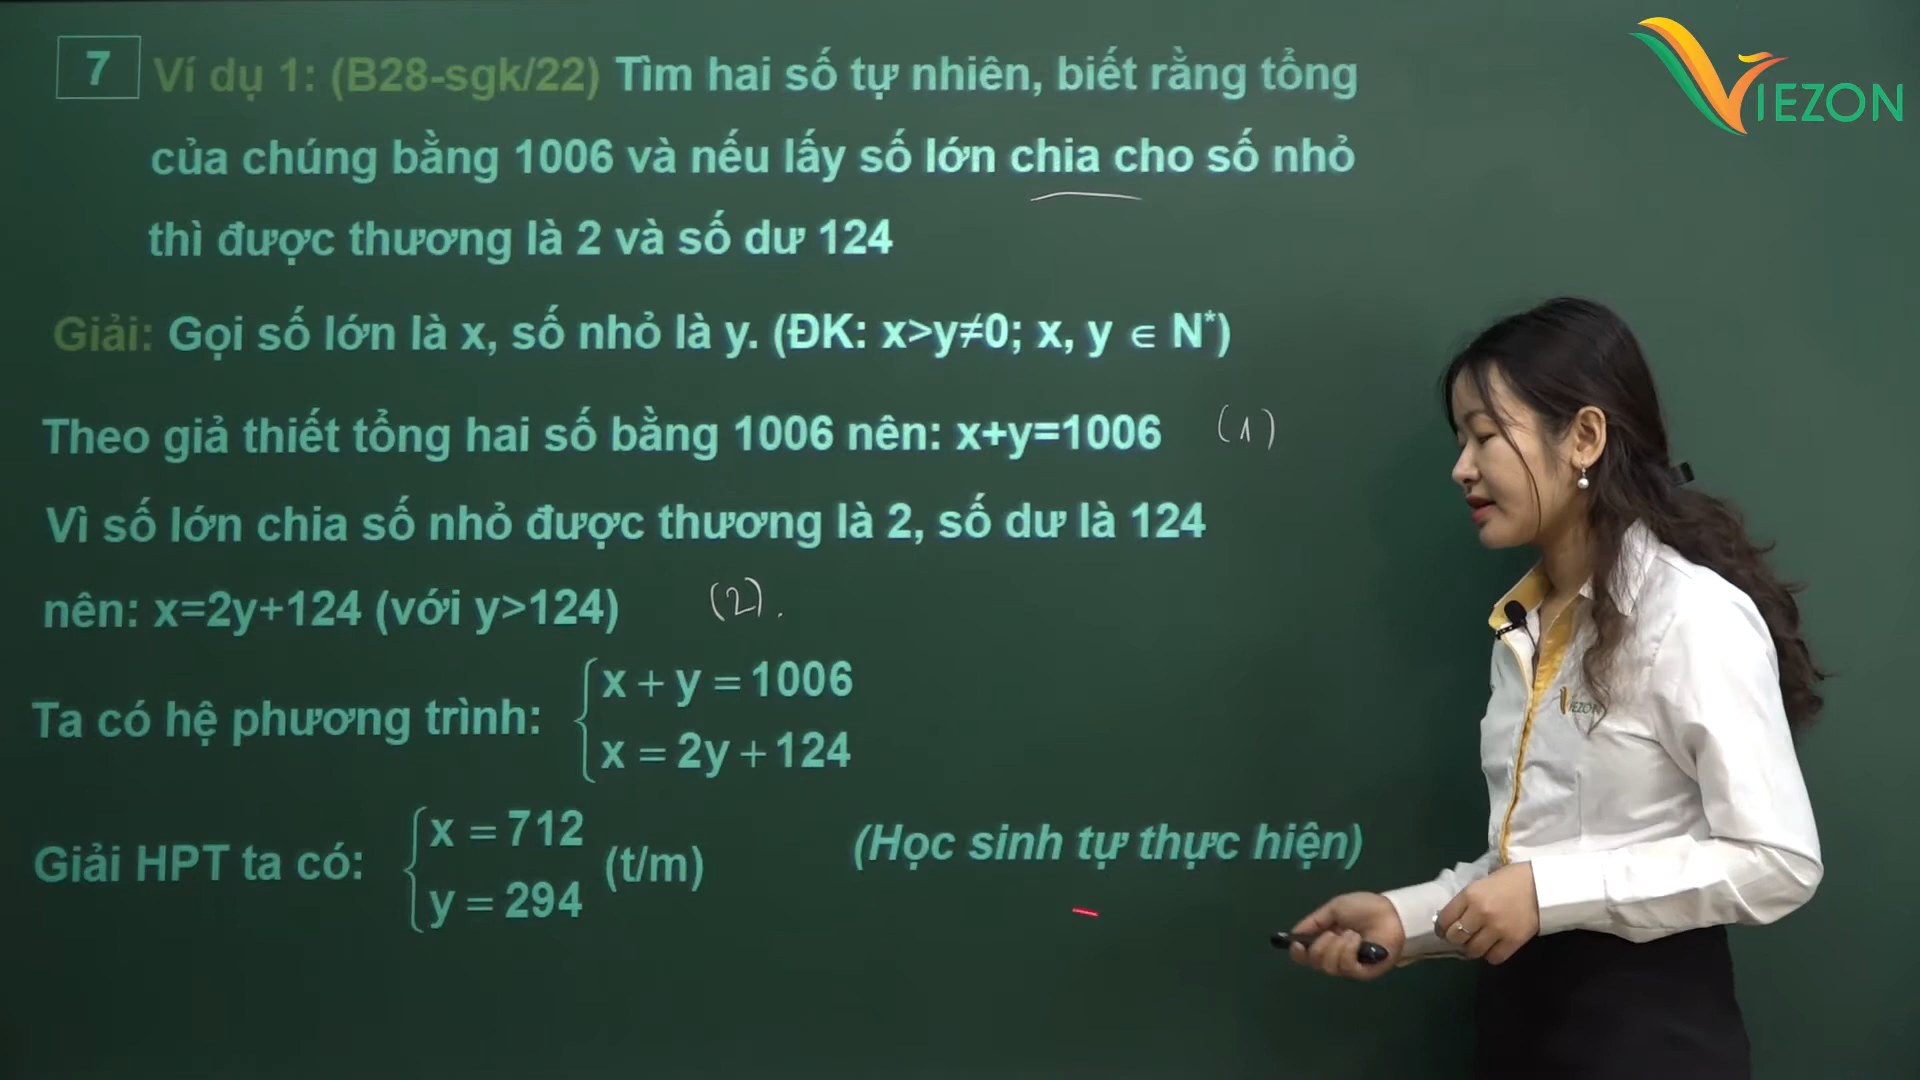 VIEZON
7
Ví dụ 1: (B28-sgk/22) Tìm hai số tự nhiên, biết rằng tổng
của chúng bằng 1006 và nếu lấy số lớn chia cho số nhỏ
thì được thương là 2 và số dư 124
Giải: Gọi số lớn là x, số nhỏ là y. (ĐK: x>y≠0; x, y ∈ N*)
Theo giả thiết tổng hai số bằng 1006 nên: x+y=1006 (1)
Vì số lớn chia số nhỏ được thương là 2, số dư là 124
nên: x=2y+124 (với y>124) (2).
Ta có hệ phương trình: { x + y = 1006
x = 2y + 124
Giải HPT ta có: { x = 712
y = 294 (t/m) (Học sinh tự thực hiện)
VIEZON